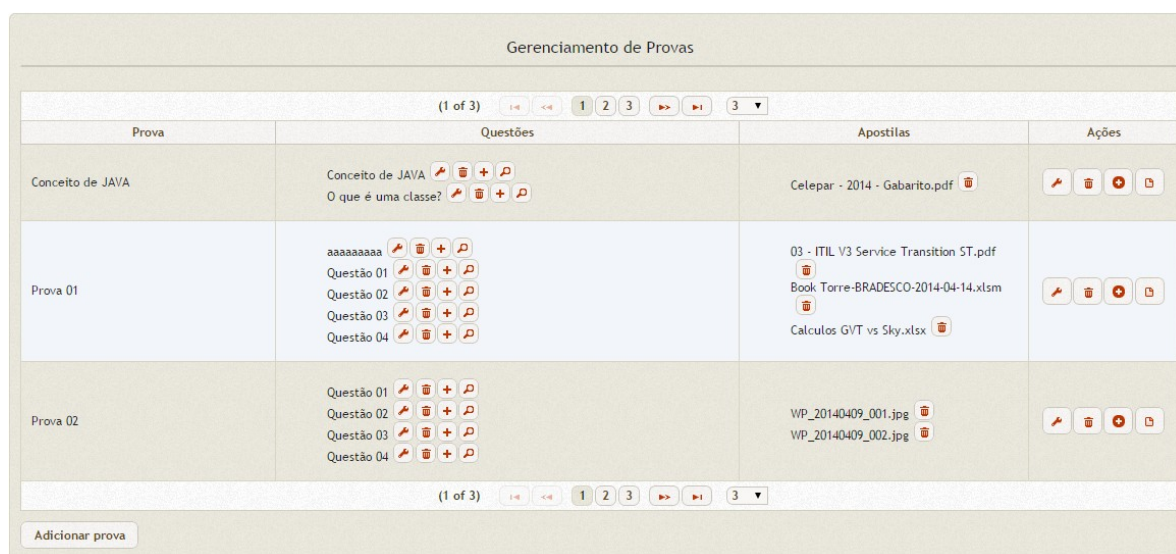 Gerenciamento de Provas
(1 of 3) 1 2 3 3
Prova Questões Apostilas Ações
Conceito de JAVA
Conceito de JAVA
O que é uma classe?
Celepar - 2014 - Gabarito.pdf
Prova 01
aaaaaaaaa
Questão 01
Questão 02
Questão 03
Questão 04
03 - ITIL V3 Service Transition ST.pdf
Book Torre-BRADESCO-2014-04-14.xlsm
Calculos GVT vs Sky.xlsx
Prova 02
Questão 01
Questão 02
Questão 03
Questão 04
WP_20140409_001.jpg
WP_20140409_002.jpg
(1 of 3) 1 2 3 3
Adicionar prova